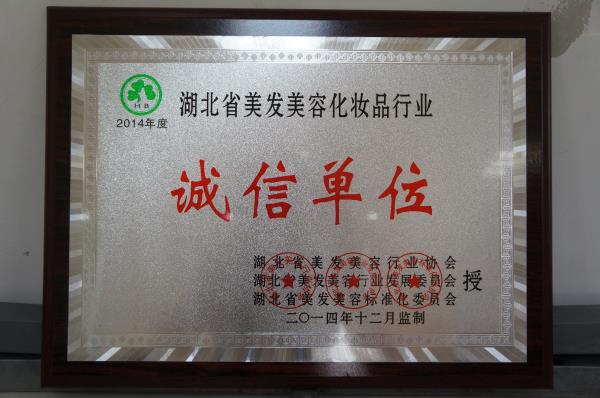 HB
2014年度
湖北省美发美容化妆品行业
诚信单位
湖北省美发美容行业协会
湖北省美发美容行业发展委员会
湖北省美发美容标准化委员会
授
二〇一四年十二月监制